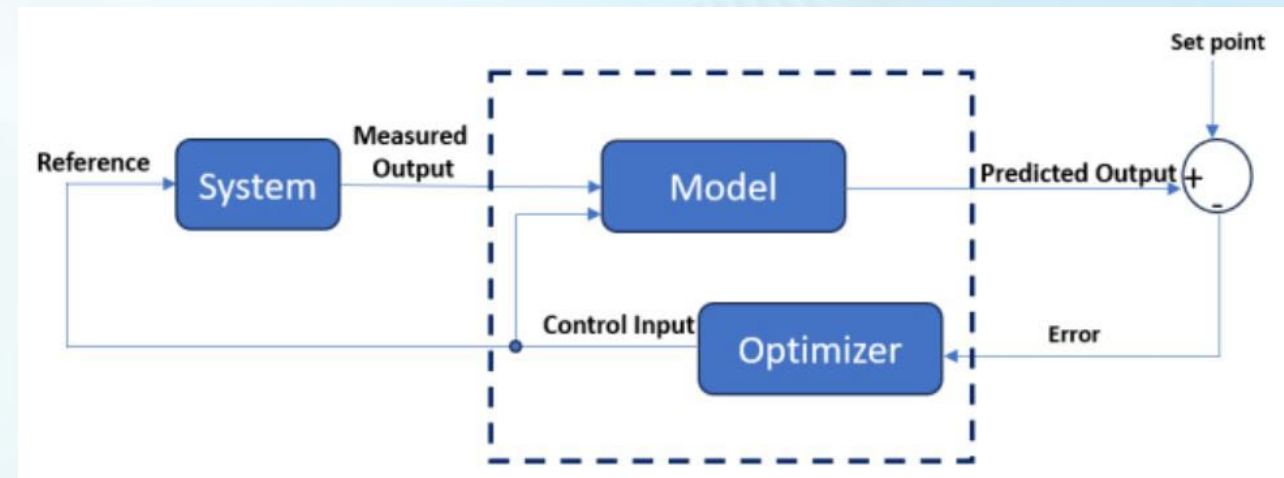 Set point
Reference
System
Measured
Output
Model
Predicted Output
+
-
Control Input
Optimizer
Error